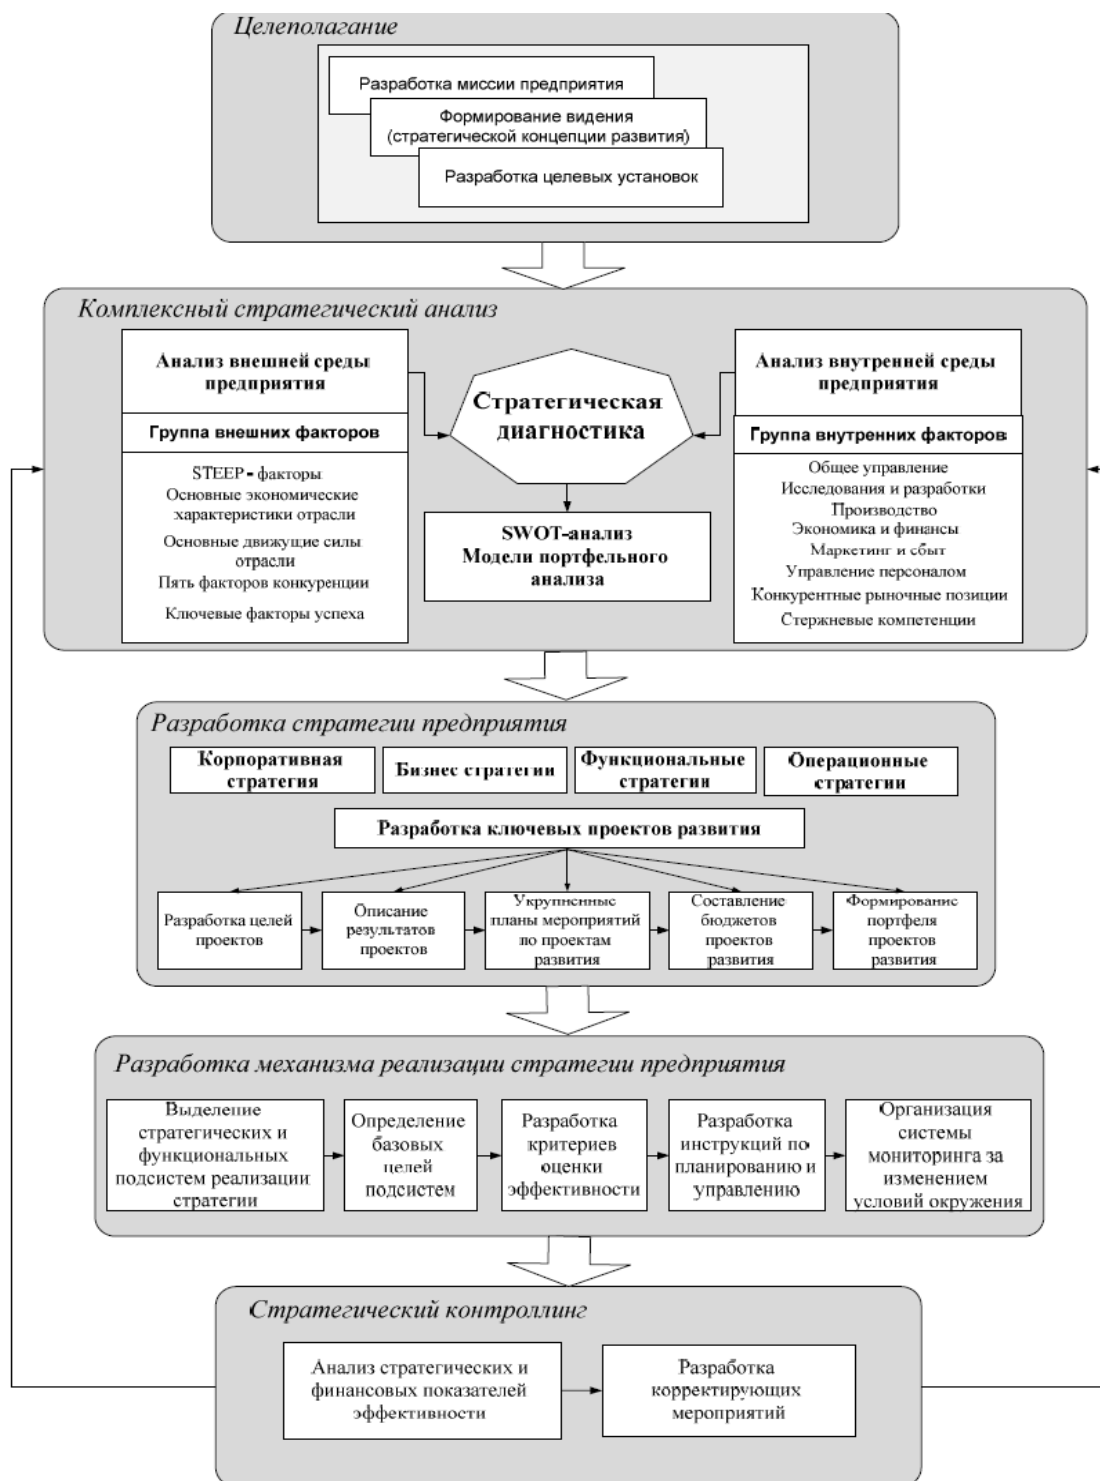 Целеполагание
Разработка миссии предприятия
Формирование видения
(стратегической концепции развития)
Разработка целевых установок
Комплексный стратегический анализ
Анализ внешней среды
предприятия
Группа внешних факторов
STEEP - факторы
Основные экономические
характеристики отрасли
Основные движущие силы
отрасли
Пять факторов конкуренции
Ключевые факторы успеха
Стратегическая
диагностика
SWOT-анализ
Модели портфельного
анализа
Анализ внутренней среды
предприятия
Группа внутренних факторов
Общее управление
Исследования и разработки
Производство
Экономика и финансы
Маркетинг и сбыт
Управление персоналом
Конкурентные рыночные позиции
Стержневые компетенции
Разработка стратегии предприятия
Корпоративная
стратегия
Бизнес стратегии
Функциональные
стратегии
Операционные
стратегии
Разработка ключевых проектов развития
Разработка целей
проектов
Описание
результатов
проектов
Укрупненные
планы мероприятий
по проектам
развития
Составление
бюджетов
проектов
развития
Формирование
портфеля
проектов
развития
Разработка механизма реализации стратегии предприятия
Выделение
стратегических и
функциональных
подсистем реализации
стратегии
Определение
базовых
целей
подсистем
Разработка
критериев
оценки
эффективности
Разработка
инструкций по
планированию и
управлению
Организация
системы
мониторинга за
изменением
условий окружения
Стратегический контроллинг
Анализ стратегических и
финансовых показателей
эффективности
Разработка
корректирующих
мероприятий